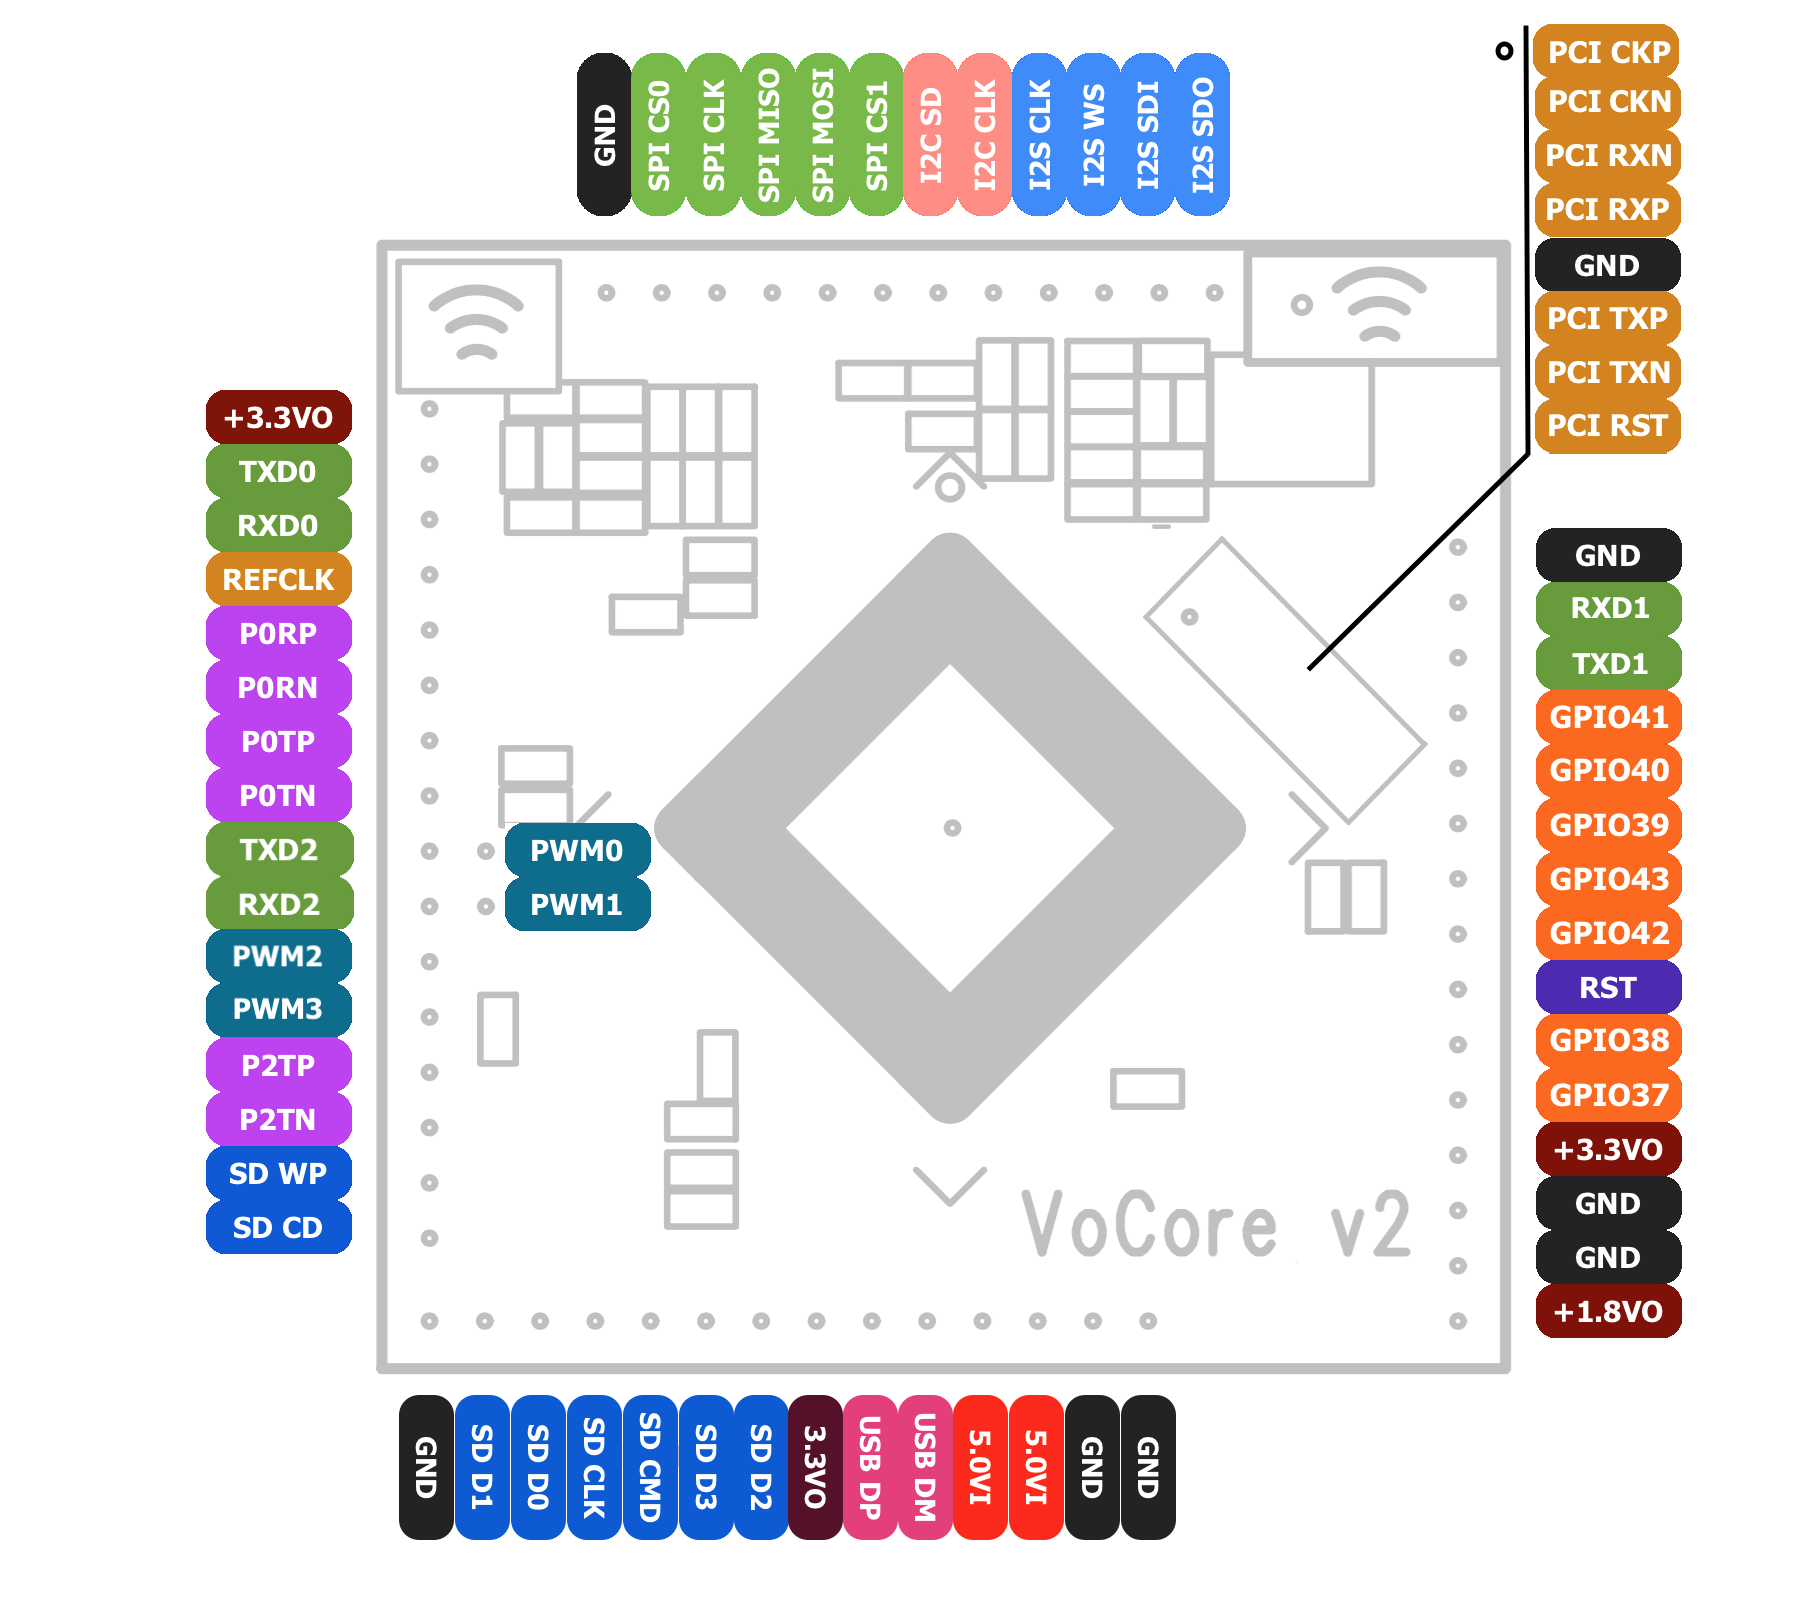 GND
SPI CS0
SPI CLK
SPI MISO
SPI MOSI
SPI CS1
I2C SD
I2C CLK
I2S CLK
I2S WS
I2S SDI
I2S SDO
PCI CKP
PCI CKN
PCI RXN
PCI RXP
GND
PCI TXP
PCI TXN
PCI RST
+3.3VO
TXD0
RXD0
REFCLK
P0RP
P0RN
P0TP
P0TN
TXD2
RXD2
PWM2
PWM3
P2TP
P2TN
SD WP
SD CD
PWM0
PWM1
GND
RXD1
TXD1
GPIO41
GPIO40
GPIO39
GPIO43
GPIO42
RST
GPIO38
GPIO37
+3.3VO
GND
GND
+1.8VO
VoCore v2
GND
SD D1
SD D0
SD CLK
SD CMD
SD D3
SD D2
3.3VO
USB DP
USB DM
5.0VI
5.0VI
GND
GND